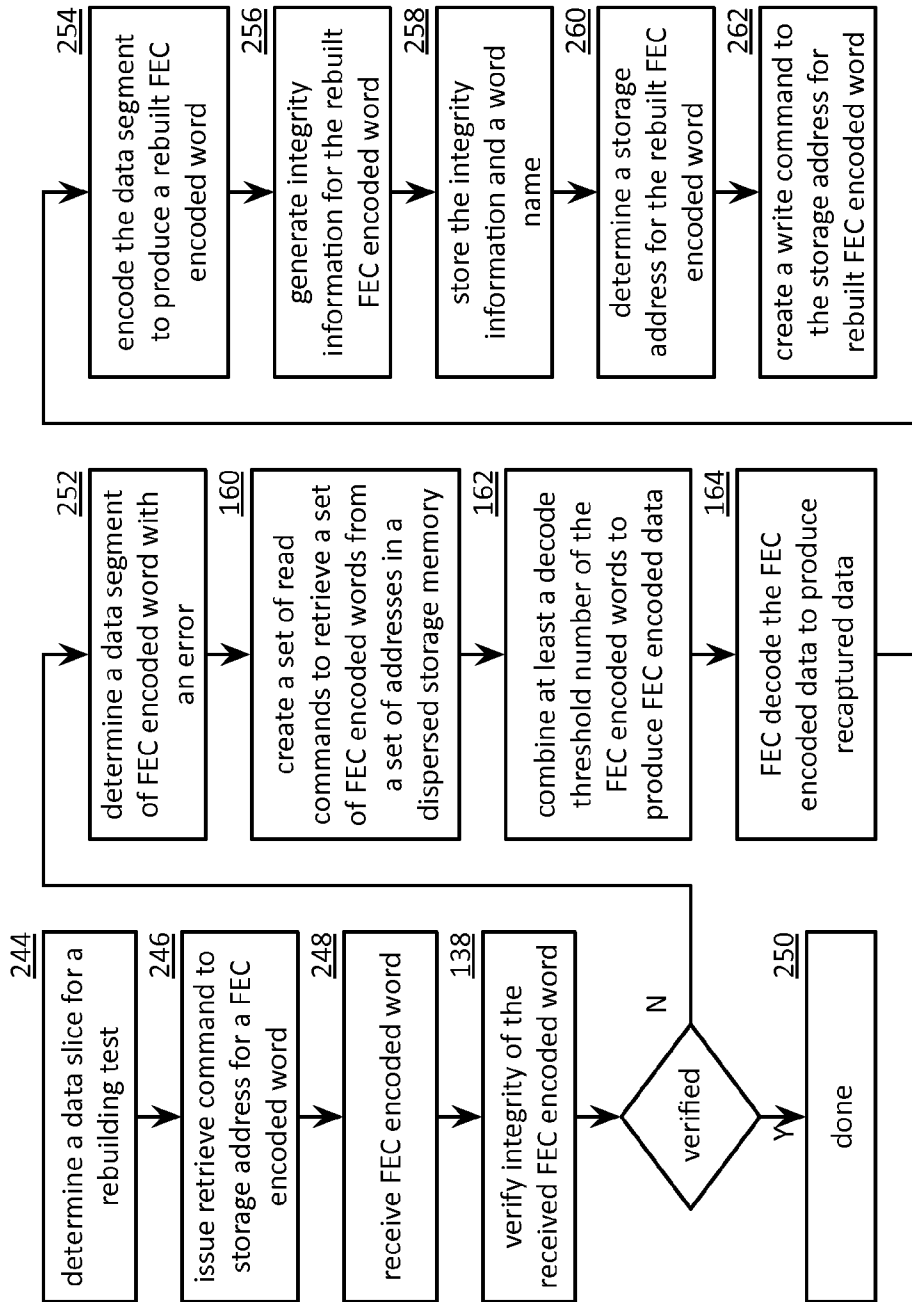 244
determine a data slice for a
rebuilding test
246
issue retrieve command to
storage address for a FEC
encoded word
248
receive FEC encoded word
138
verify integrity of the
received FEC encoded word
verified
N
Y
250
done
252
determine a data segment
of FEC encoded word with
an error
160
create a set of read
commands to retrieve a set
of FEC encoded words from
a set of addresses in a
dispersed storage memory
162
combine at least a decode
threshold number of the
FEC encoded words to
produce FEC encoded data
164
FEC decode the FEC
encoded data to produce
recaptured data
254
encode the data segment
to produce a rebuilt FEC
encoded word
256
generate integrity
information for the rebuilt
FEC encoded word
258
store the integrity
information and a word
name
260
determine a storage
address for the rebuilt FEC
encoded word
262
create a write command to
the storage address for
rebuilt FEC encoded word